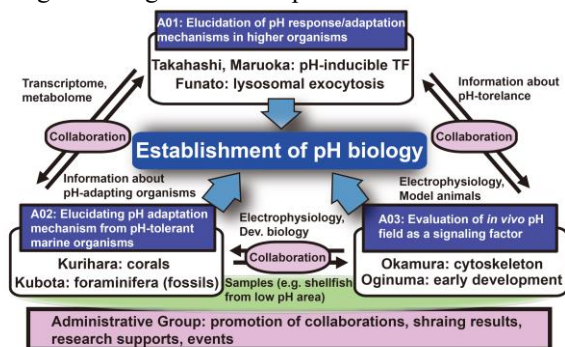 A01: Elucidation of pH response/adaptation
mechanisms in higher organisms
Takahashi, Maruoka: pH-inducible TF
Funato: lysosomal exocytosis
Transcriptome,
metabolome
Collaboration
Information about
pH-torelance
Collaboration
Establishment of pH biology
Information about
pH-adapting organisms
Electrophysiology,
Model animals
A02: Elucidating pH adaptation
mechanism from pH-tolerant
marine organisms
Kurihara: corals
Kubota: foraminifera (fossils)
Electrophysiology,
Dev. biology
Collaboration
Samples (e.g. shellfish
from low pH area)
A03: Evaluation of in vivo pH
field as a signaling factor
Okamura: cytoskeleton
Oginuma: early development
Administrative Group: promotion of collaborations, shraing results,
research supports, events